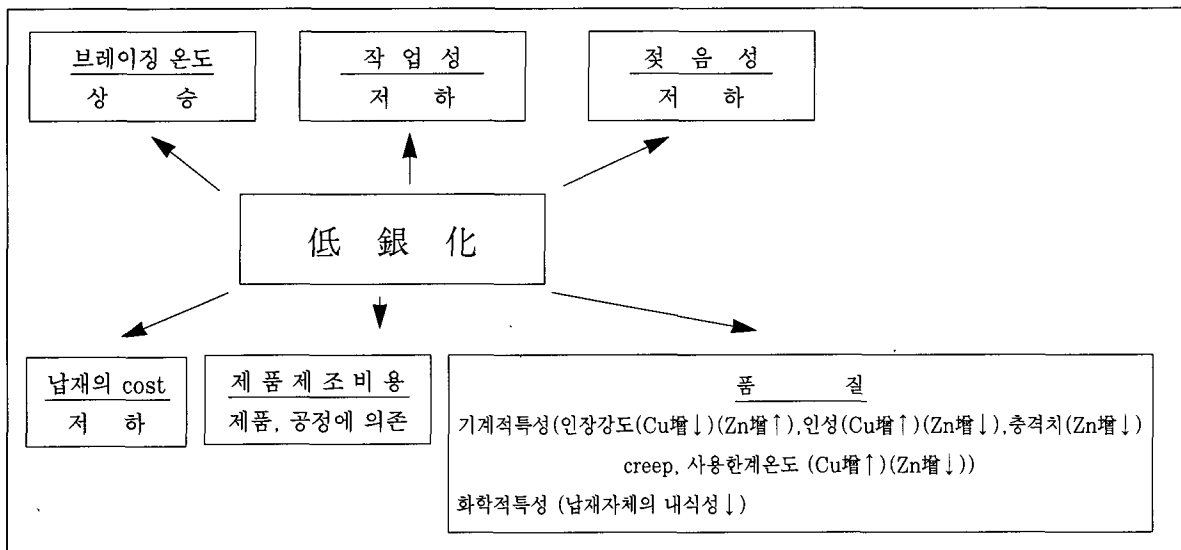 브레이징 온도
상 승
작 업 성
저 하
젖 음 성
저 하
低 銀 化
납재의 cost
저 하
제 품 제 조 비 용
제품, 공정에 의존
품 질
기계적특성(인장강도(Cu增↓)(Zn增↑),인성(Cu增↑)(Zn增↓),충격치(Zn增↓)
creep, 사용한계온도 (Cu增↑)(Zn增↓))
화학적특성 (납재자체의 내식성↓)